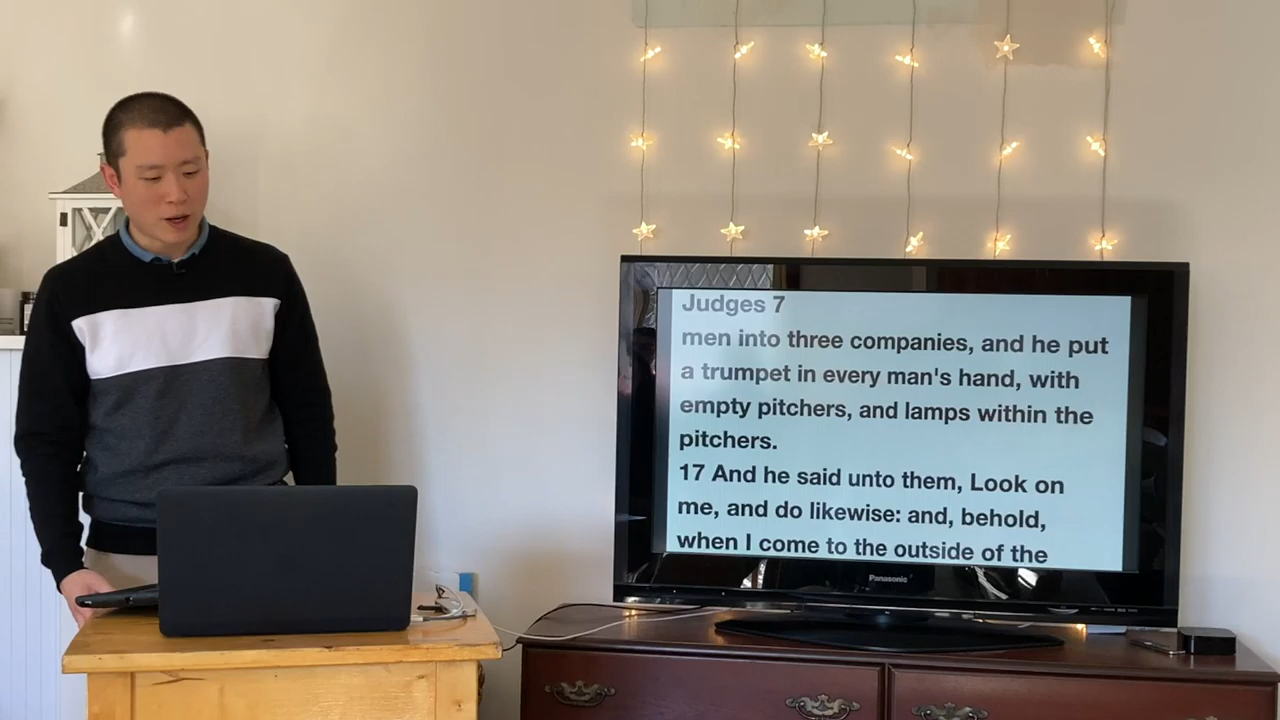 Judges 7
men into three companies, and he put
a trumpet in every man's hand, with
empty pitchers, and lamps within the
pitchers.
17 And he said unto them, Look on
me, and do likewise: and, behold,
when I come to the outside of the
Panasonic